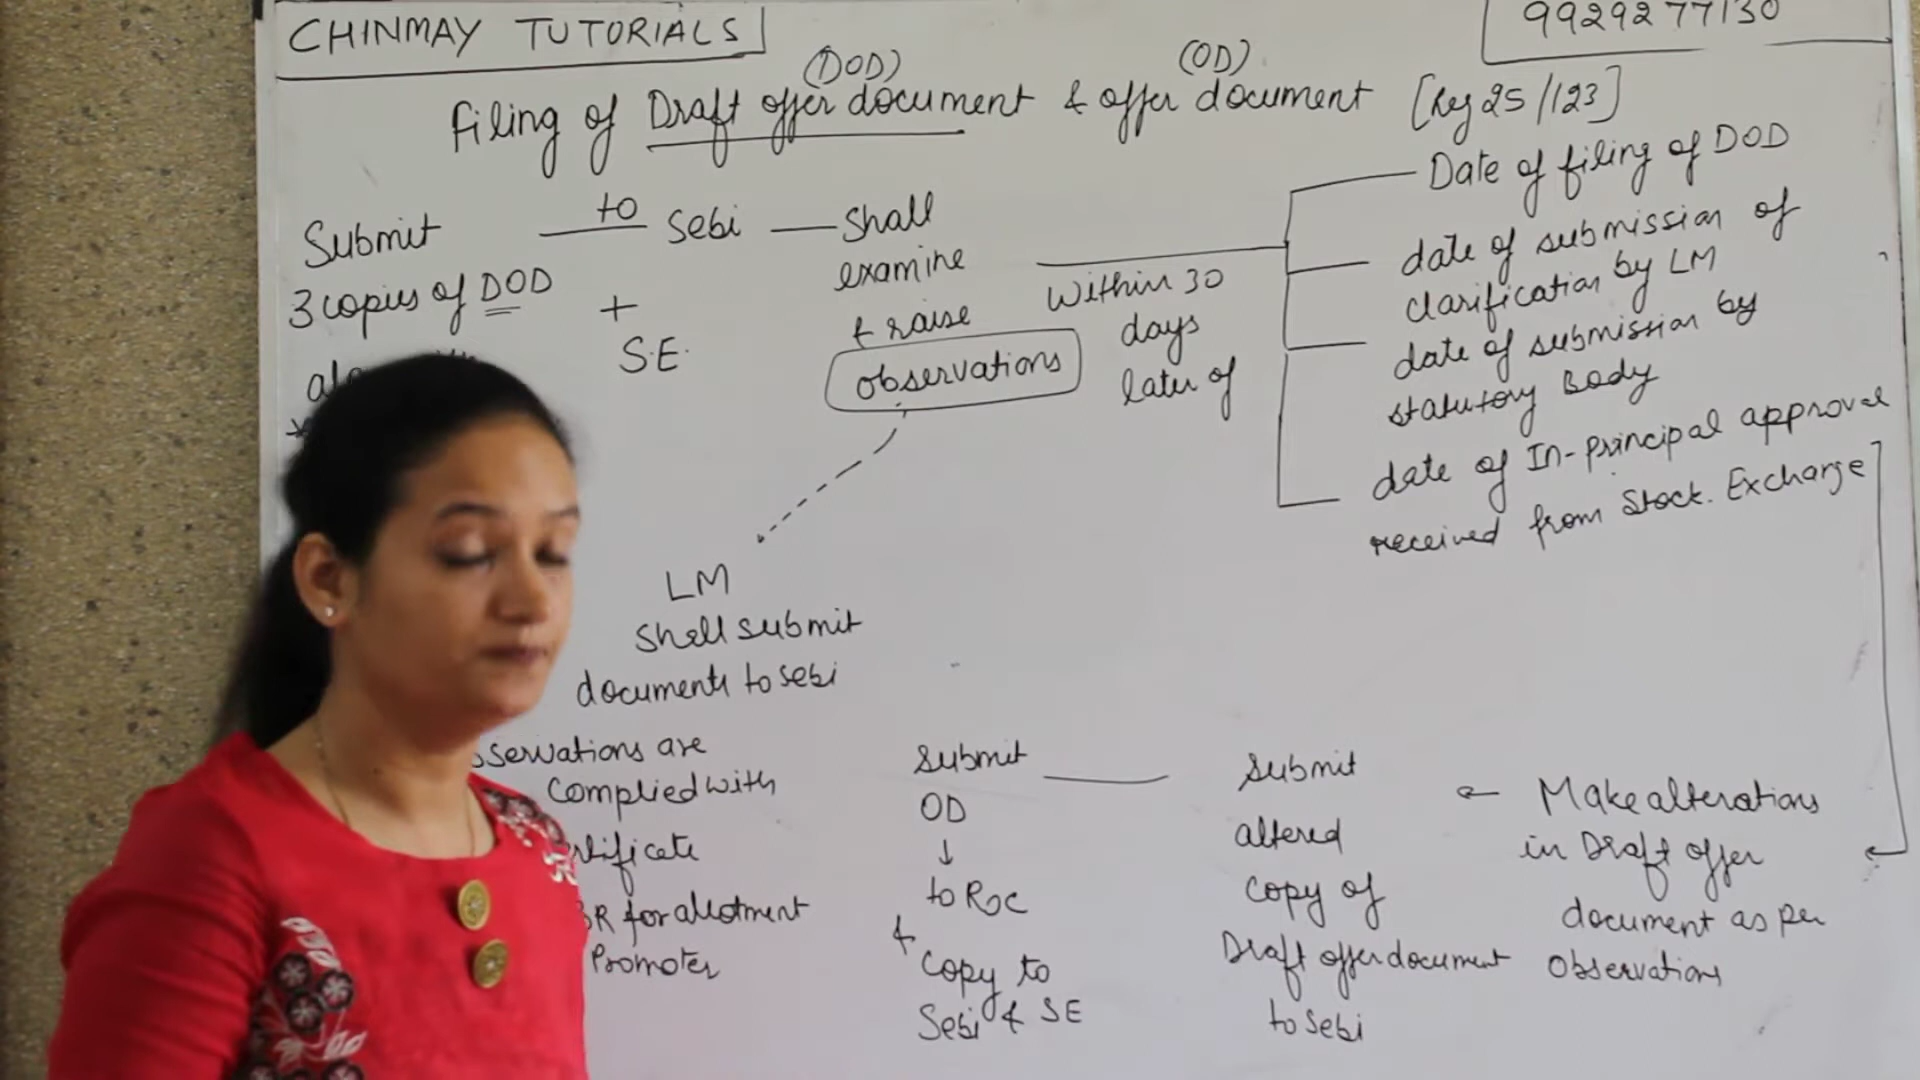 CHINMAY TUTORIALS
9929277130
(DOD) (OD)
Filing of Draft offer document & offer document [Reg 25/123]
Submit
3 copies of DOD
to
Sebi
+
S.E.
Shall
examine
& raise
observations
Within 30
days
later of
Date of filing of DOD
date of submission of
clarification by LM
date of submission by
statutory Body
date of In-principal approval
received from Stock. Exchange
LM
Shall submit
documents to sebi
observations are
Complied with
for allotment
Promoter
Submit
OD
↓
to ROC
&
Copy to
Sebi & SE
Submit
altered
Copy of
Draft offer document
to Sebi
Make alterations
in Draft offer
document as per
Observations